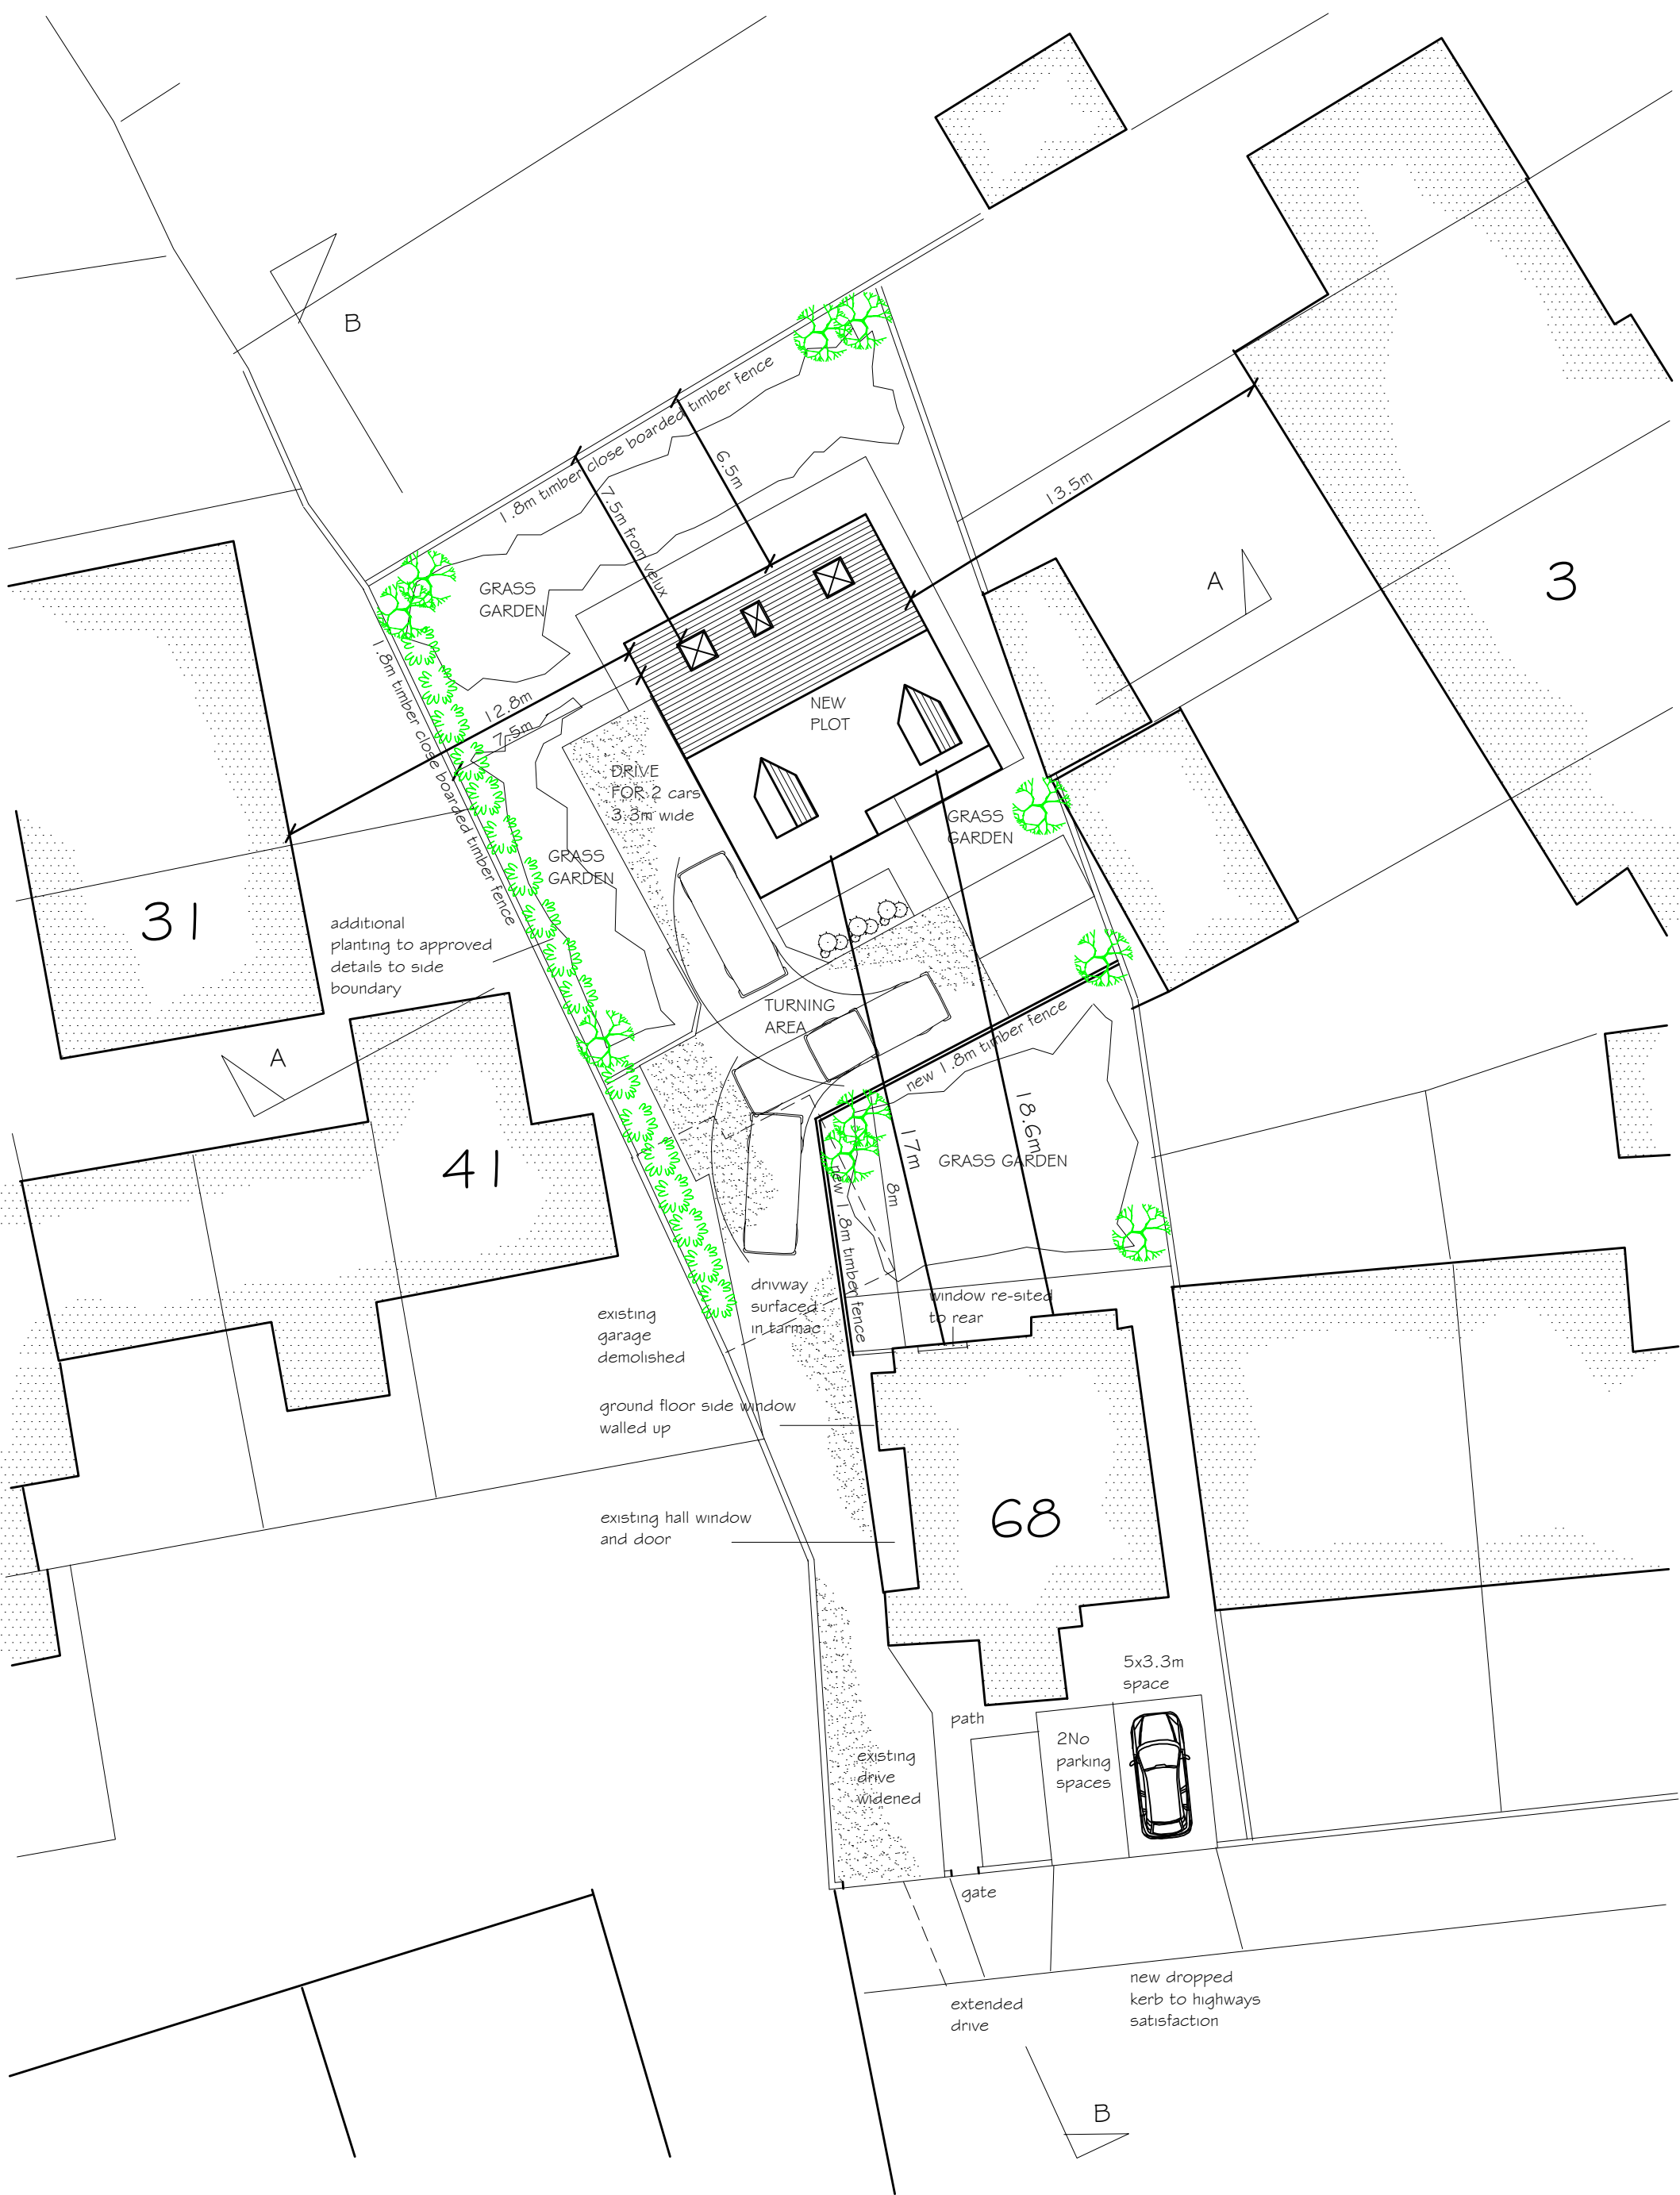 B
1.8m timber close boarded timber fence
6.5m
7.5m from velux
13.5m
GRASS
GARDEN
A
3
1.8m timber close boarded timber fence
12.8m
7.5m
NEW
PLOT
DRIVE
FOR 2 cars
3.3m wide
GRASS
GARDEN
GRASS
GARDEN
31
additional
planting to approved
details to side
boundary
TURNING
AREA
new 1.8m timber fence
A
41
17m
18.6m
8m
GRASS GARDEN
new 1.8m timber fence
drivway
surfaced
in tarmac
window re-sited
to rear
existing
garage
demolished
ground floor side window
walled up
existing hall window
and door
68
5x3.3m
space
path
2No
parking
spaces
existing
drive
widened
gate
extended
drive
new dropped
kerb to highways
satisfaction
B